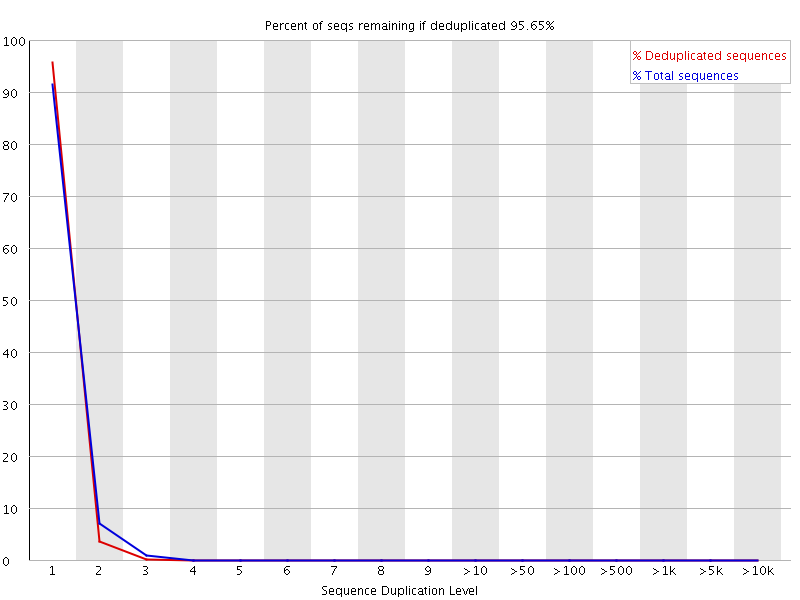 Percent of seqs remaining if deduplicated 95.65%
% Deduplicated sequences
% Total sequences
100
90
80
70
60
50
40
30
20
10
0
1 2 3 4 5 6 7 8 9 >10 >50 >100 >500 >1k >5k >10k
Sequence Duplication Level